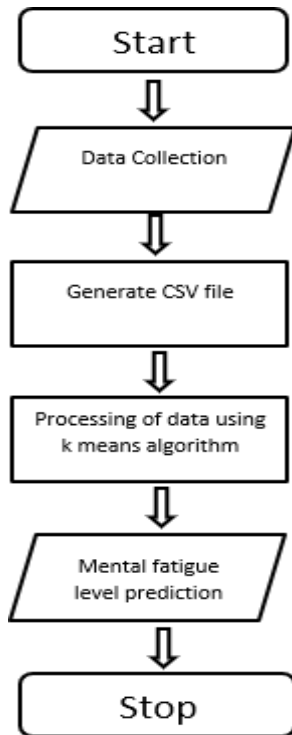 Start
Data Collection
Generate CSV file
Processing of data using
k means algorithm
Mental fatigue
level prediction
Stop